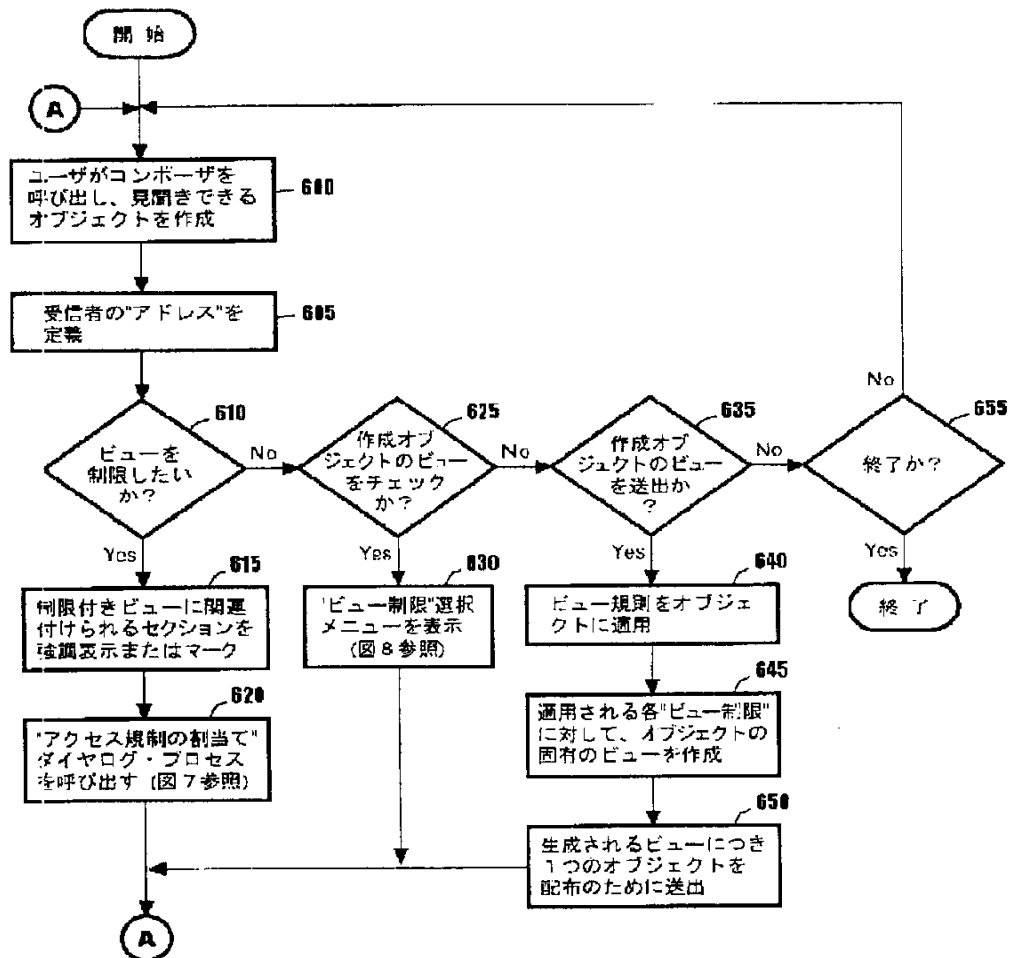 開始
A
ユーザがコンポーザを
呼び出し、見聞きできる
オブジェクトを作成
600
受信者の"アドレス"を
定義
605
ビューを
制限したい
か?
610
No
作成オブ
ジェクトのビュー
をチェック
か?
625
No
作成オブ
ジェクトのビュー
を送出か
?
635
No
終了か?
655
No
Yes
終了
Yes
制限付きビューに関連
付けられるセクションを
強調表示またはマーク
615
"アクセス規制の割当て"
ダイヤログ・プロセス
を呼び出す (図7参照)
620
Yes
"ビュー制限"選択
メニューを表示
(図8参照)
630
Yes
ビュー規則をオブジェ
クトに適用
640
適用される各"ビュー制限"
に対して、オブジェクトの
固有のビューを作成
645
生成されるビューにつき
1つのオブジェクトを
配布のために送出
650
A